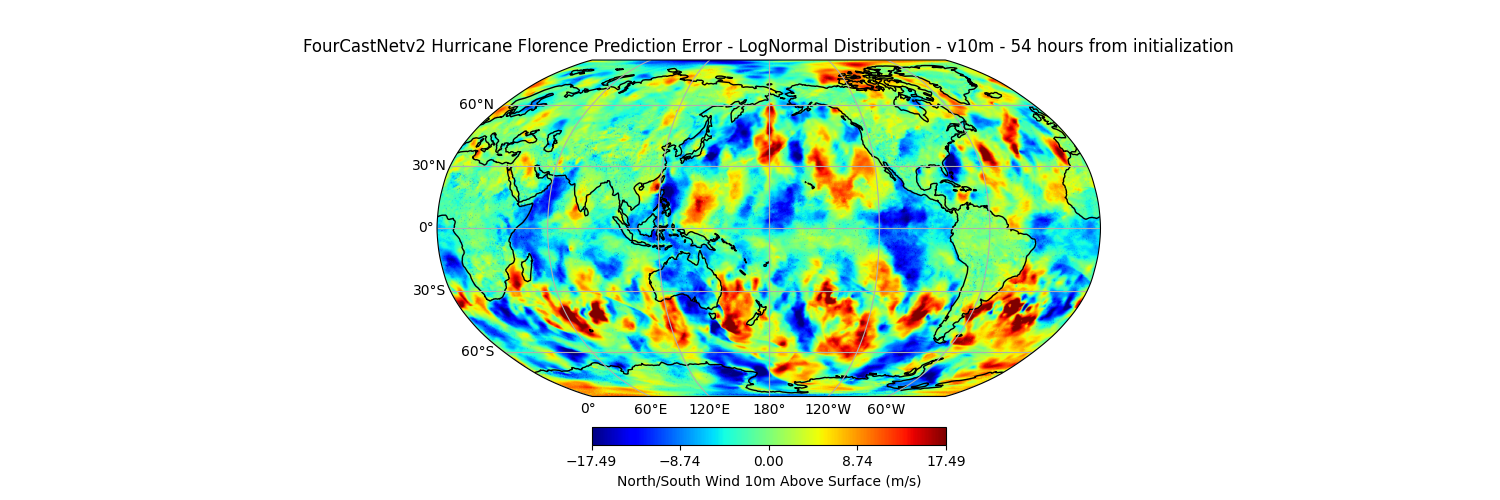 FourCastNetv2 Hurricane Florence Prediction Error - LogNormal Distribution - v10m - 54 hours from initialization
60°N
30°N
0°
30°S
60°S
0° 60°E 120°E 180° 120°W 60°W
−17.49 −8.74 0.00 8.74 17.49
North/South Wind 10m Above Surface (m/s)